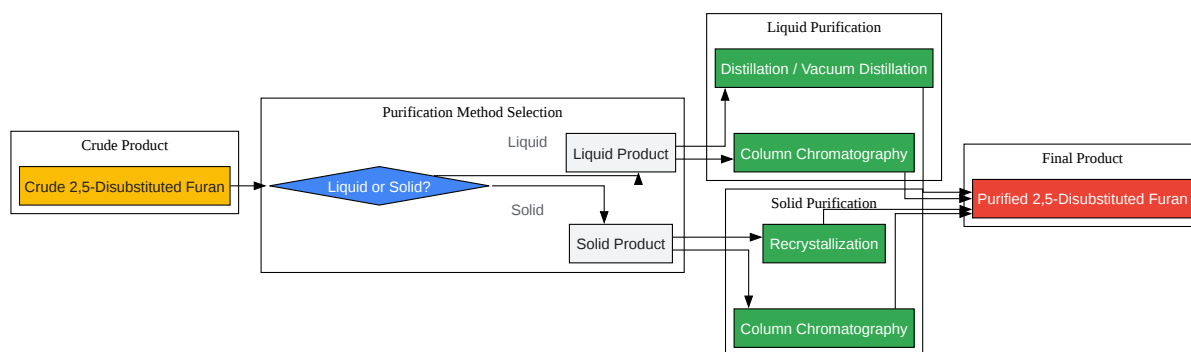 Crude Product
Crude 2,5-Disubstituted Furan
Purification Method Selection
Liquid or Solid?
Liquid
Solid
Liquid Product
Solid Product
Liquid Purification
Distillation / Vacuum Distillation
Column Chromatography
Solid Purification
Recrystallization
Column Chromatography
Final Product
Purified 2,5-Disubstituted Furan